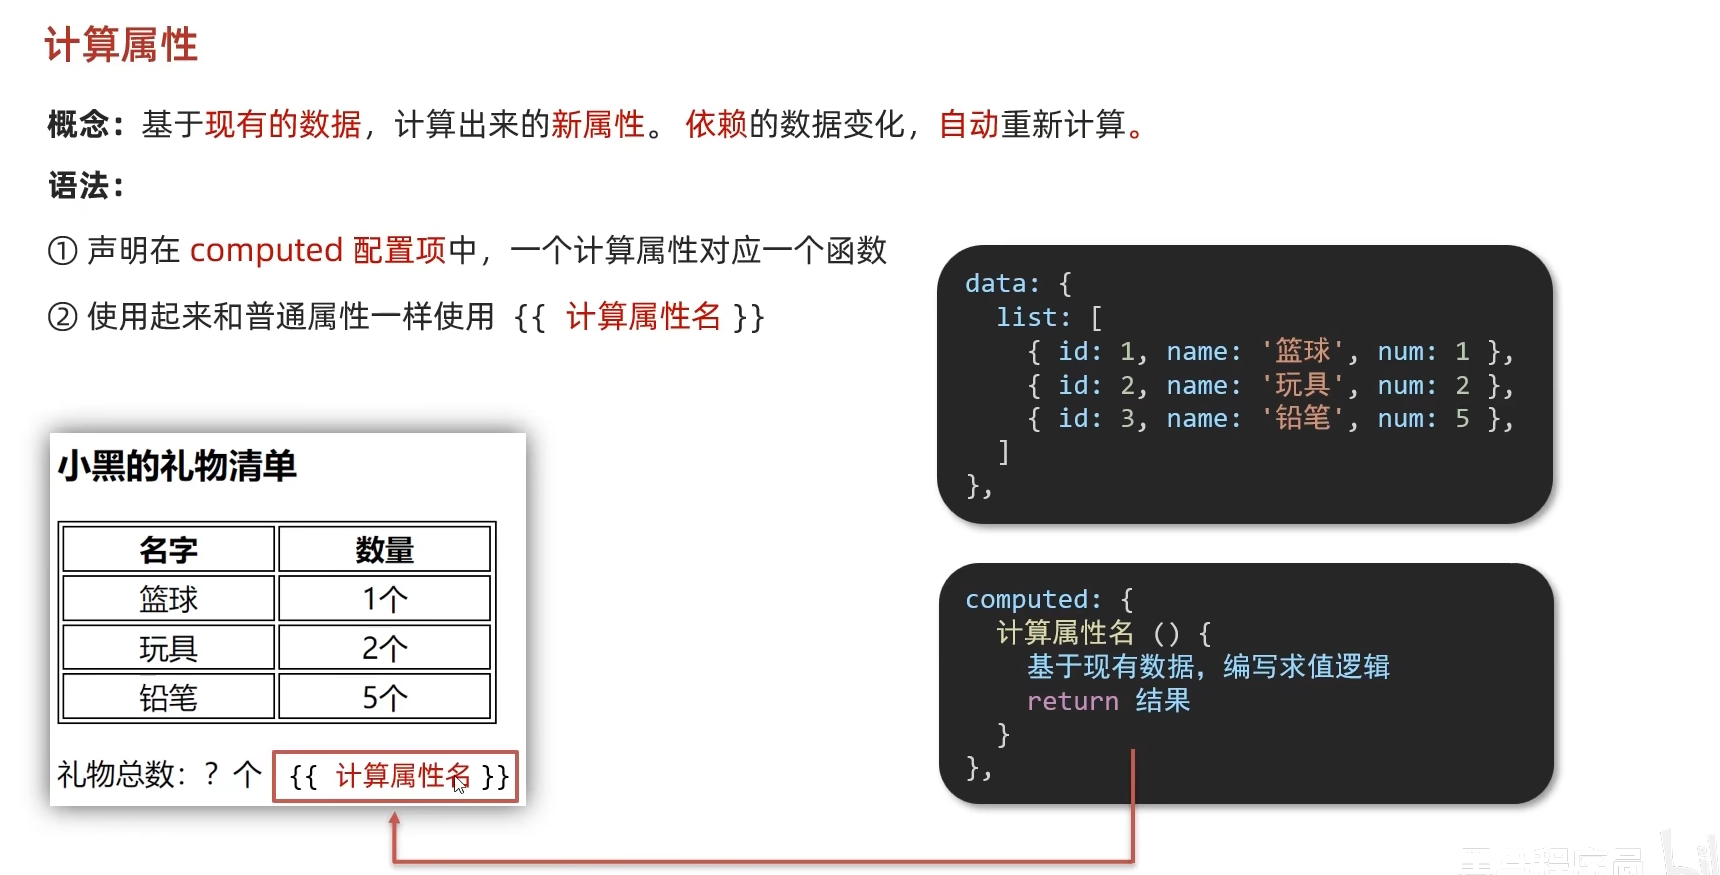 计算属性
概念：基于现有的数据，计算出来的新属性。 依赖的数据变化，自动重新计算。
语法：
① 声明在 computed 配置项中，一个计算属性对应一个函数
② 使用起来和普通属性一样使用 {{ 计算属性名 }}
小黑的礼物清单
名字 数量
篮球 1个
玩具 2个
铅笔 5个
礼物总数：？个 {{ 计算属性名 }}
data: {
list: [
{ id: 1, name: '篮球', num: 1 },
{ id: 2, name: '玩具', num: 2 },
{ id: 3, name: '铅笔', num: 5 },
]
},
computed: {
计算属性名 () {
基于现有数据，编写求值逻辑
return 结果
}
},